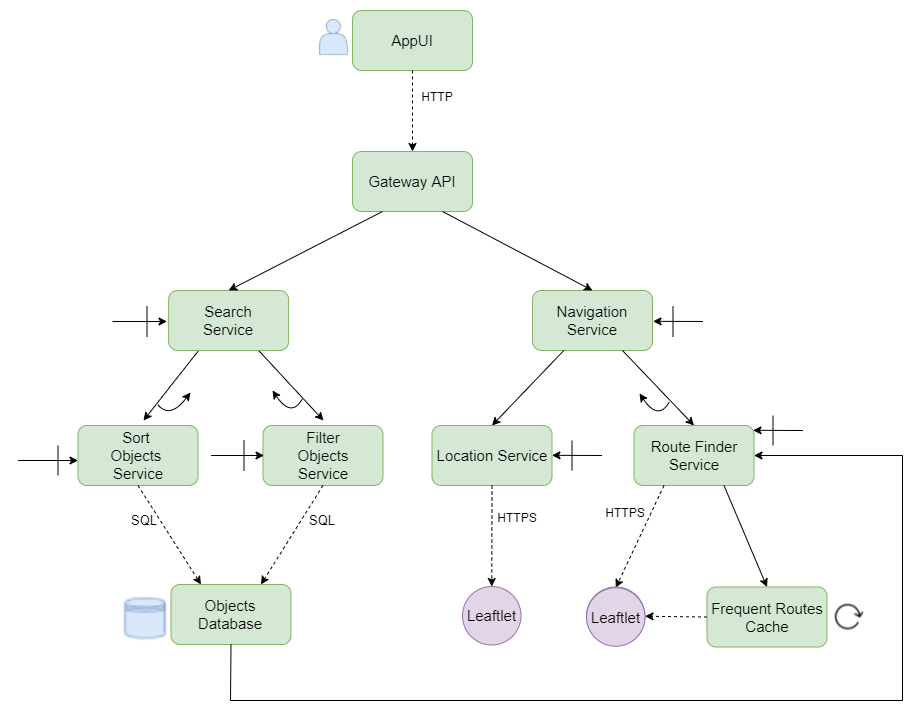 AppUI
HTTP
Gateway API
Search
Service
Navigation
Service
Sort
Objects
Service
Filter
Objects
Service
Location Service
Route Finder
Service
SQL
SQL
HTTPS
HTTPS
Objects
Database
Leaflet
Leaflet
Frequent Routes
Cache